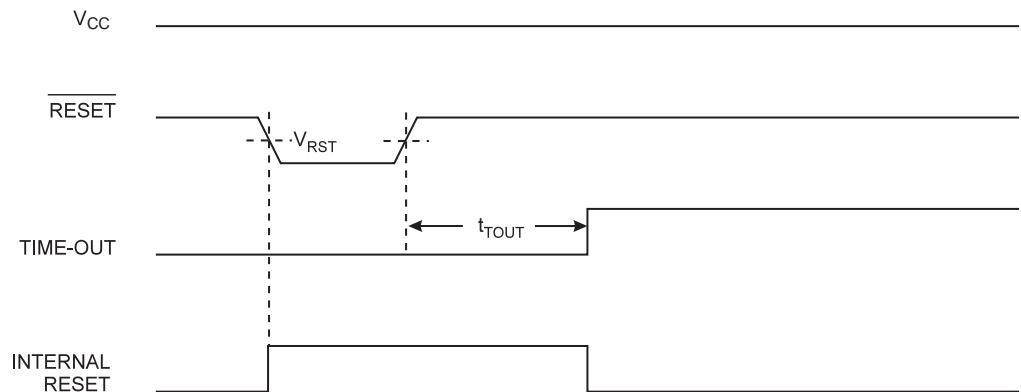 VCC
RESET
VRST
tTOUT
TIME-OUT
INTERNAL
RESET